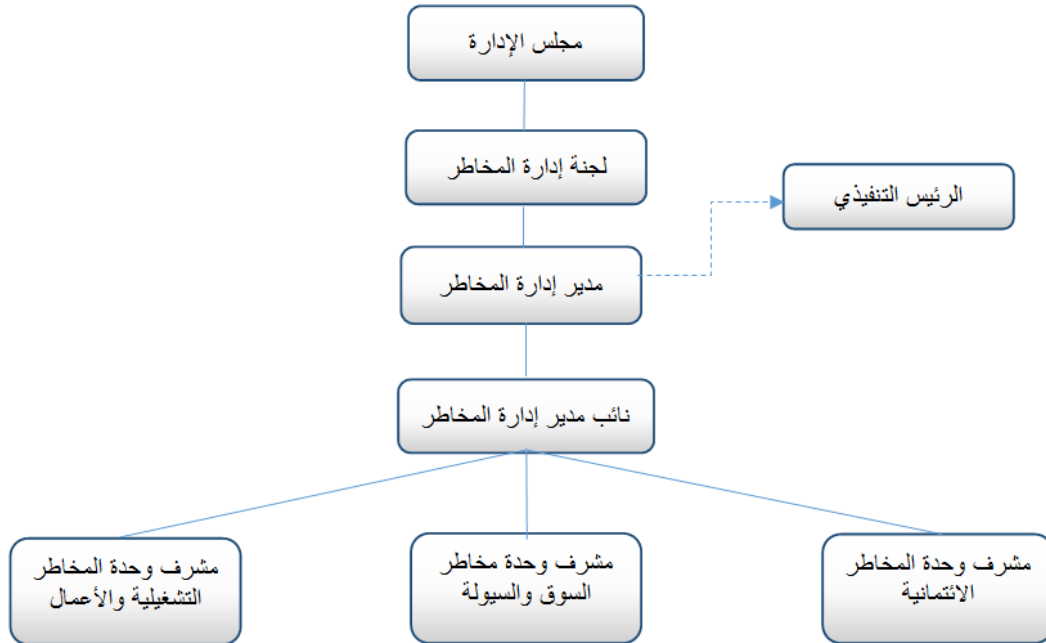 مجلس الإدارة
لجنة إدارة المخاطر
الرئيس التنفيذي
مدير إدارة المخاطر
نائب مدير إدارة المخاطر
مشرف وحدة المخاطر
الائتمانية
مشرف وحدة مخاطر
السوق والسيولة
مشرف وحدة المخاطر
التشغيلية والأعمال